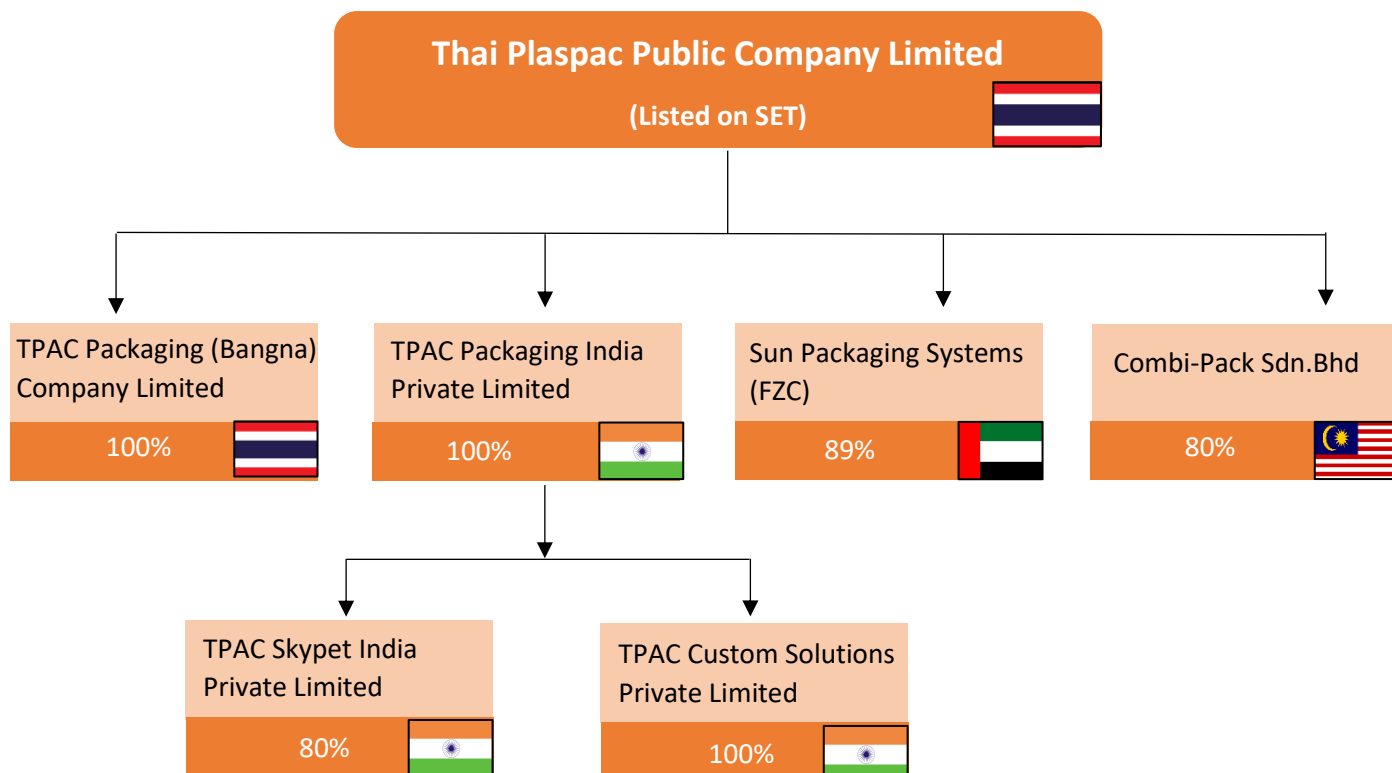 Thai Plaspac Public Company Limited
(Listed on SET)
TPAC Packaging (Bangna)
Company Limited
100%
TPAC Packaging India
Private Limited
100%
Sun Packaging Systems
(FZC)
89%
Combi-Pack Sdn.Bhd
80%
TPAC Skypet India
Private Limited
80%
TPAC Custom Solutions
Private Limited
100%